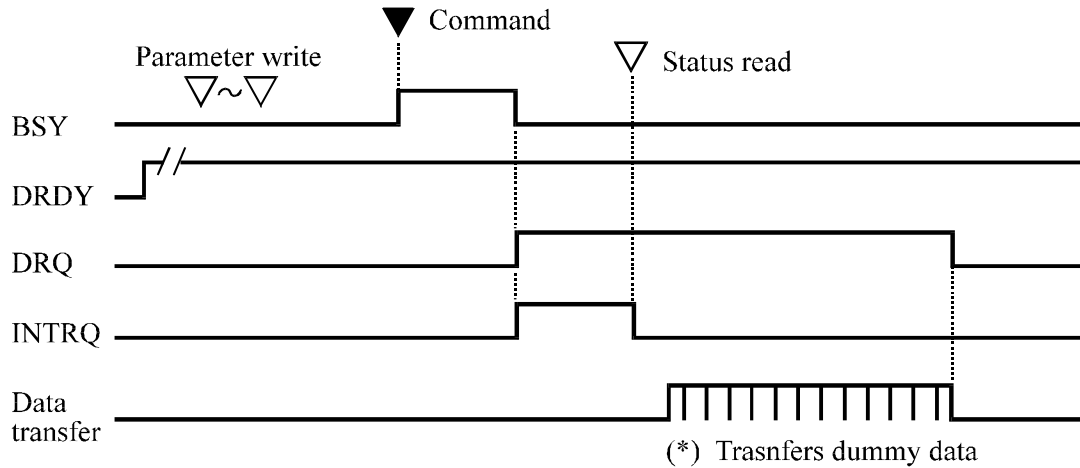 Command
Parameter write
Status read
~
BSY
DRDY
DRQ
INTRQ
Data
transfer
(*) Trasnfers dummy data